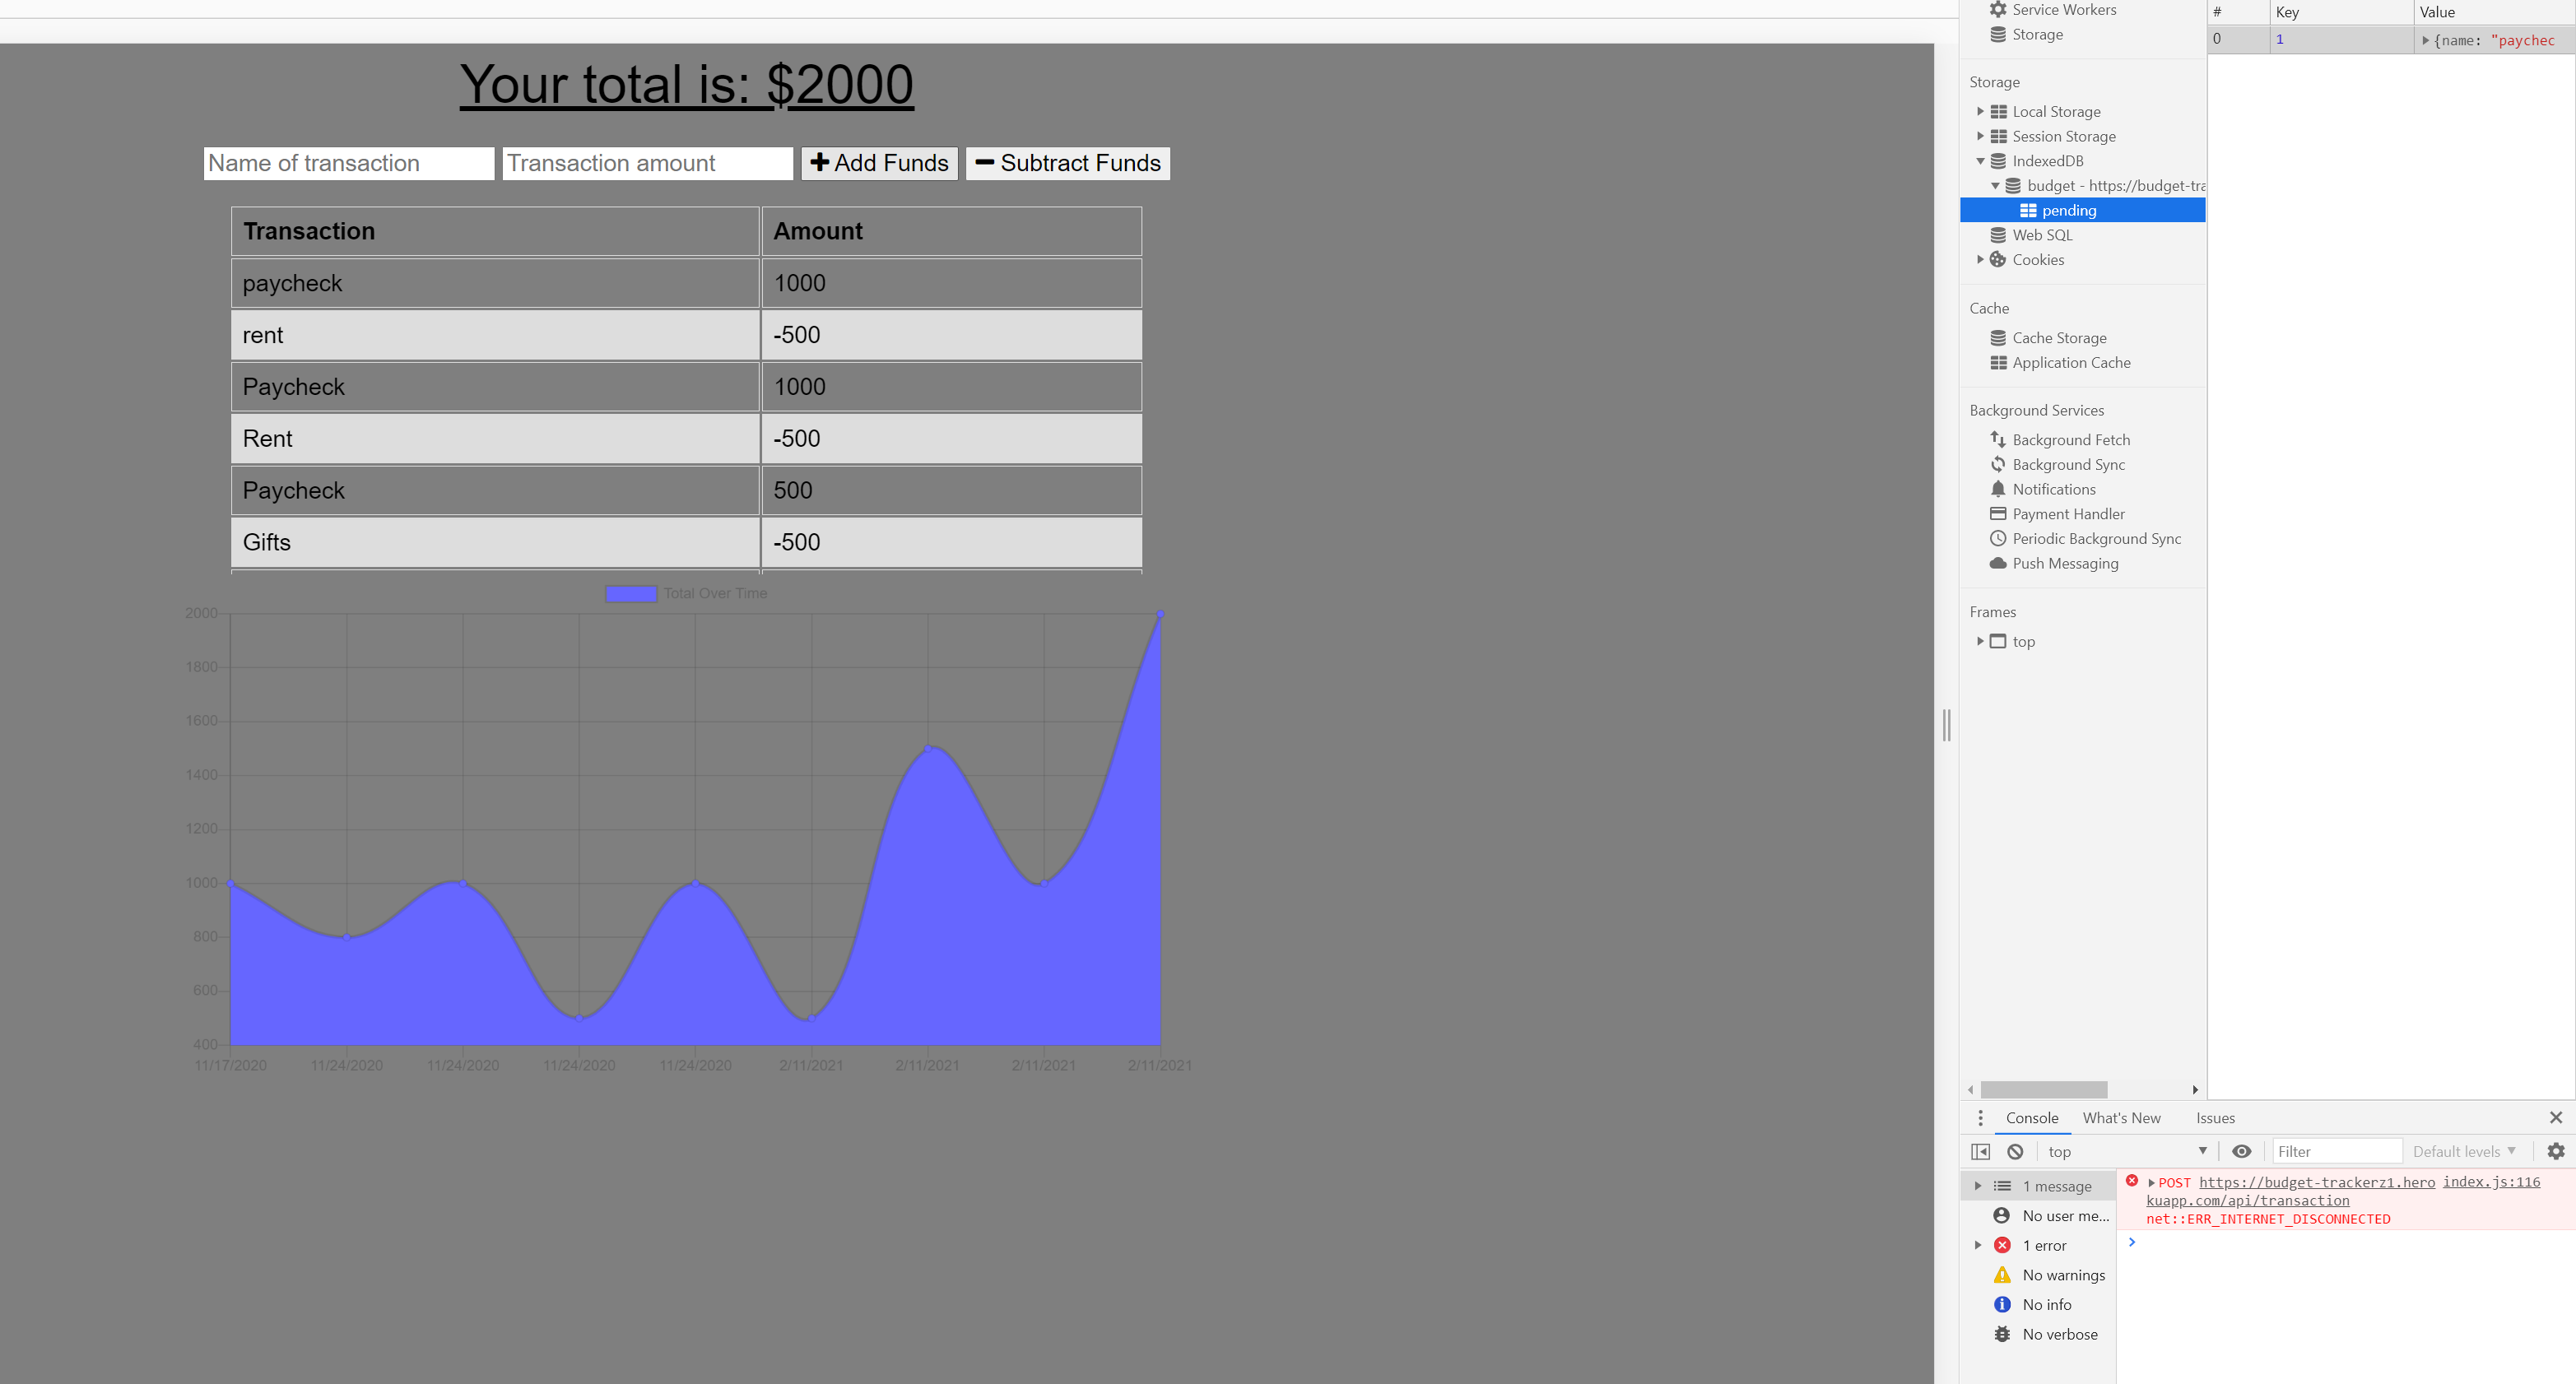 Your total is: $2000
Name of transaction Transaction amount Add Funds Subtract Funds
Transaction Amount
paycheck 1000
rent -500
Paycheck 1000
Rent -500
Paycheck 500
Gifts -500
Total Over Time
2000
1800
1600
1400
1200
1000
800
600
400
11/17/2020 11/24/2020 11/24/2020 11/24/2020 11/24/2020 2/11/2021 2/11/2021 2/11/2021 2/11/2021
Service Workers
Storage
Storage
Local Storage
Session Storage
IndexedDB
budget - https://budget-tra
pending
Web SQL
Cookies
Cache
Cache Storage
Application Cache
Background Services
Background Fetch
Background Sync
Notifications
Payment Handler
Periodic Background Sync
Push Messaging
Frames
top
# Key Value
0 1 {name: "paychec
Console What's New Issues
top Filter Default levels
1 message
No user me...
1 error
No warnings
No info
No verbose
POST https://budget-trackerz1.hero index.js:116
kuapp.com/api/transaction
net::ERR_INTERNET_DISCONNECTED